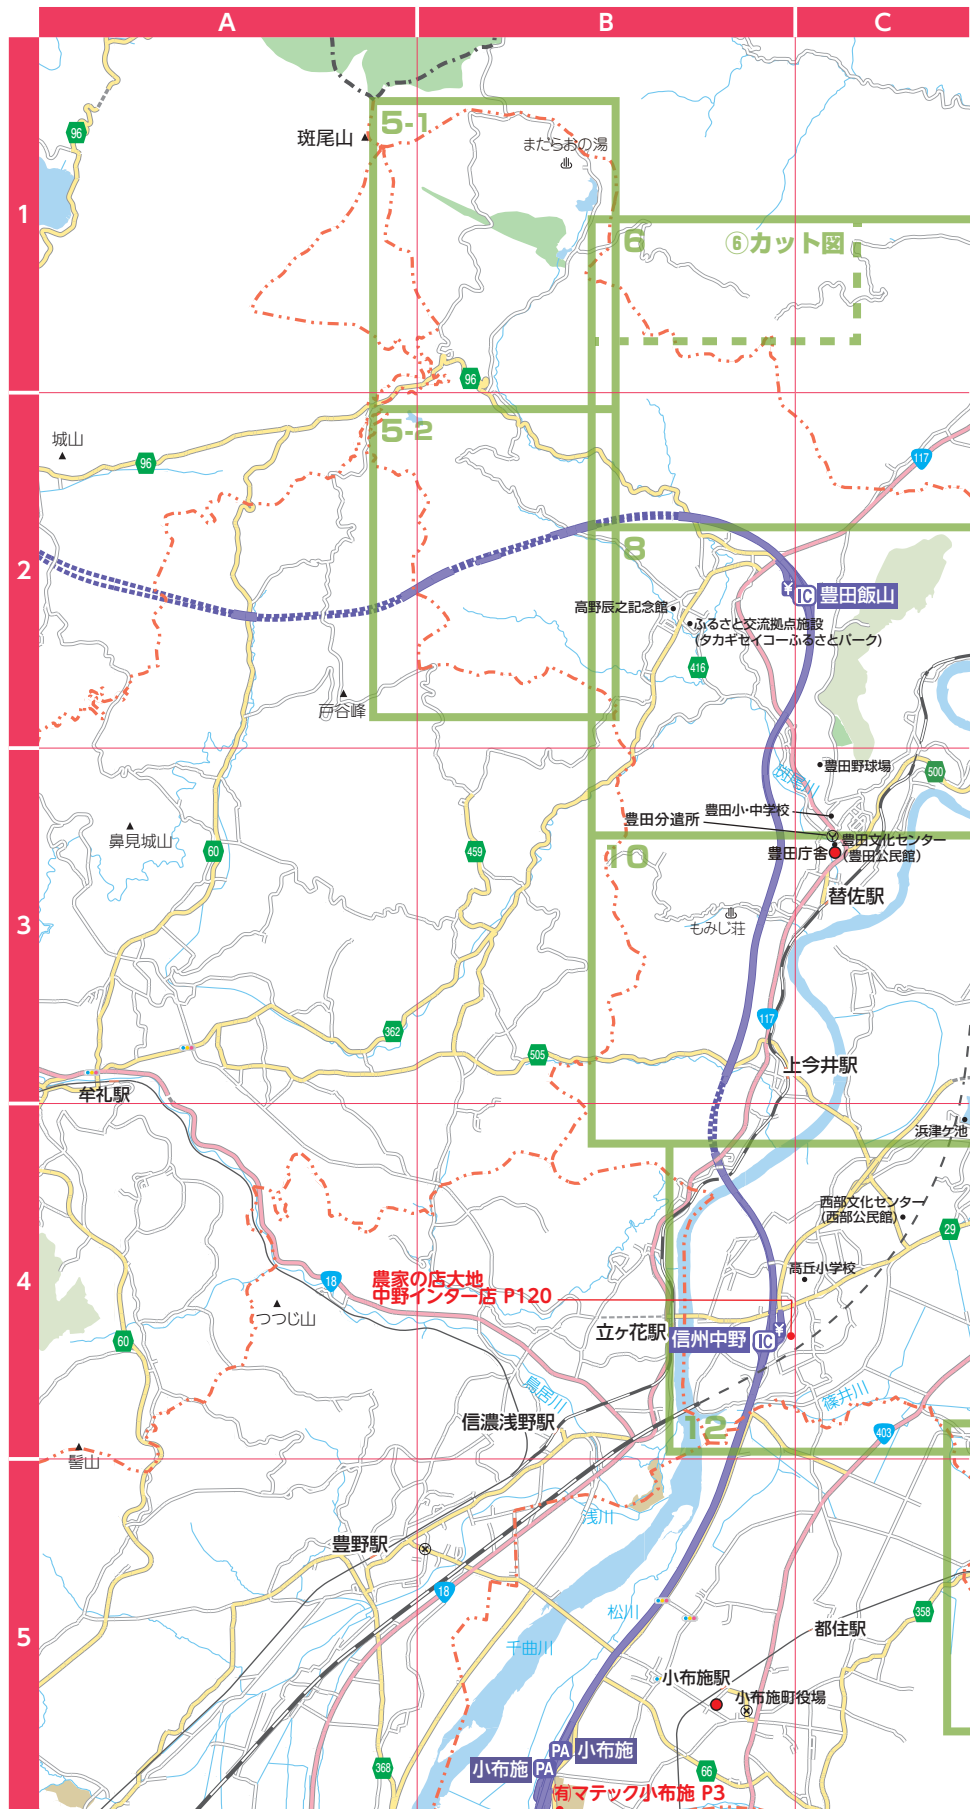 A
B
C
1
2
3
4
5
96
斑尾山
5-1
まだらおの湯
6
⑥カット図
96
5-2
城山
96
117
8
IC 豊田飯山
高野辰之記念館
ふるさと交流拠点施設
(タカギセイコーふるさとパーク)
416
戸谷峰
斑尾川
豊田野球場
500
豊田小・中学校
豊田分遣所
鼻見城山
60
459
豊田文化センター
(豊田公民館)
豊田庁舎
10
替佐駅
もみじ荘
362
117
505
上今井駅
牟礼駅
浜津ケ池
西部文化センター
(西部公民館)
29
高丘小学校
18
農家の店大地
中野インター店 P120
つつじ山
60
立ヶ花駅
信州中野 IC
鳥居川
篠井川
信濃浅野駅
12
403
髻山
浅川
豊野駅
18
松川
358
都住駅
千曲川
小布施駅
小布施町役場
PA 小布施
小布施 PA
368
66
㈲マテック小布施 P3